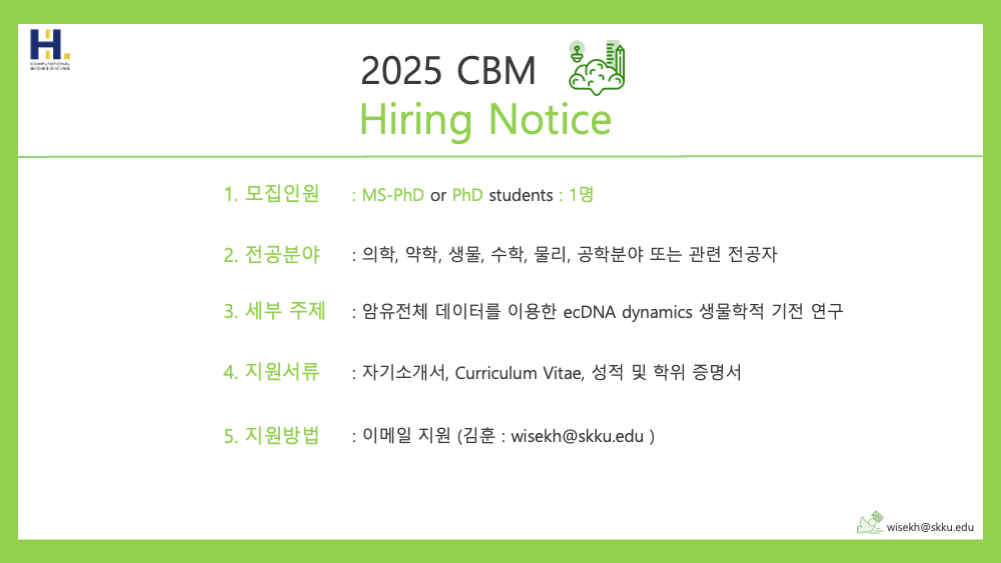 H.
COMPUTATIONAL
BIOMEDICINE
2025 CBM
Hiring Notice
1. 모집인원 : MS-PhD or PhD students : 1명
2. 전공분야 : 의학, 약학, 생물, 수학, 물리, 공학분야 또는 관련 전공자
3. 세부 주제 : 암유전체 데이터를 이용한 ecDNA dynamics 생물학적 기전 연구
4. 지원서류 : 자기소개서, Curriculum Vitae, 성적 및 학위 증명서
5. 지원방법 : 이메일 지원 (김훈 : wisekh@skku.edu )
wisekh@skku.edu